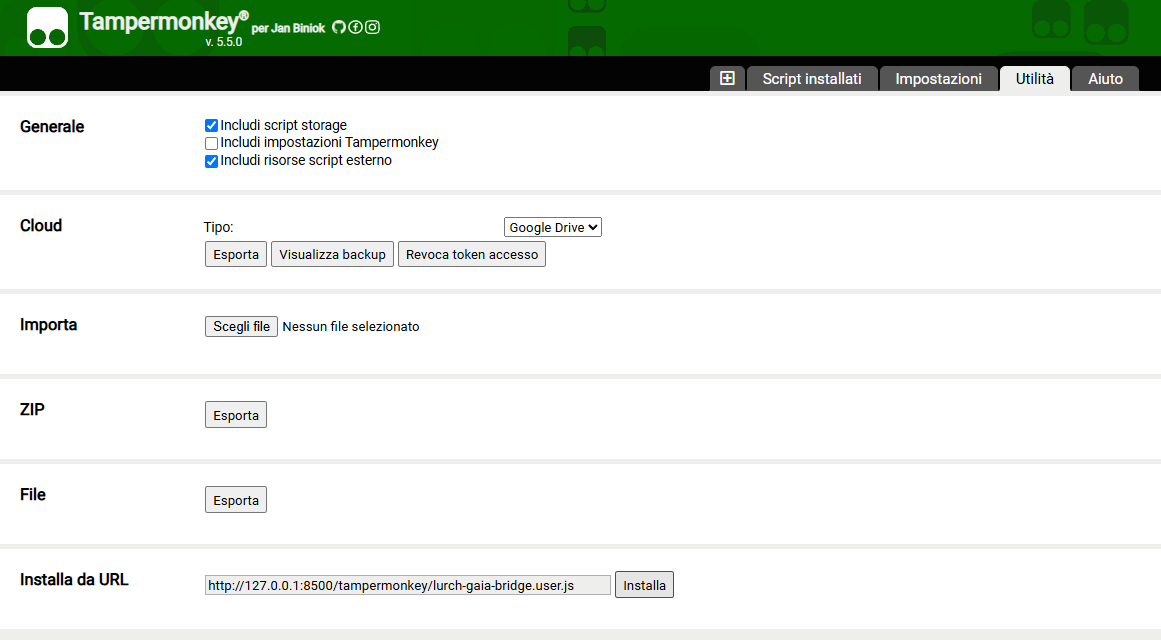 Tampermonkey® per Jan Biniok
v. 5.5.0
Script installati Impostazioni Utilità Aiuto
Generale
Includi script storage
Includi impostazioni Tampermonkey
Includi risorse script esterno
Cloud
Tipo: Google Drive
Esporta Visualizza backup Revoca token accesso
Importa
Scegli file Nessun file selezionato
ZIP
Esporta
File
Esporta
Installa da URL
http://127.0.0.1:8500/tampermonkey/lurch-gaia-bridge.user.js Installa